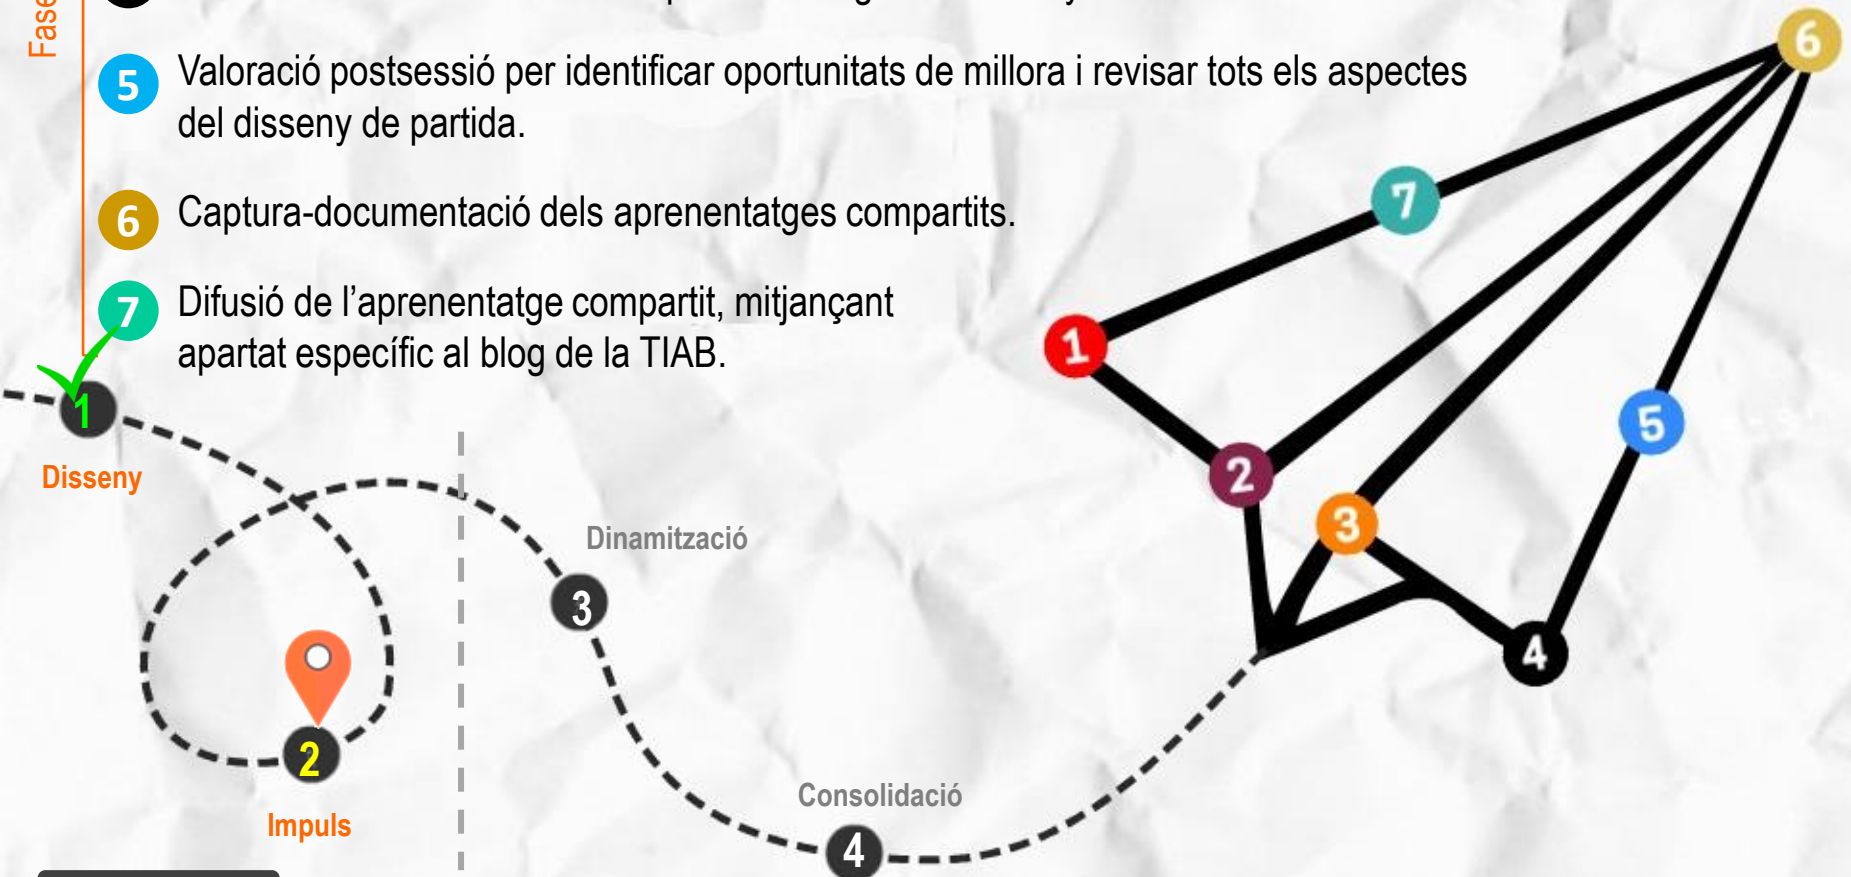 Fase
5 Valoració postsessió per identificar oportunitats de millora i revisar tots els aspectes
del disseny de partida.
6 Captura-documentació dels aprenentatges compartits.
7 Difusió de l’aprenentatge compartit, mitjançant
apartat específic al blog de la TIAB.
1
Disseny
2
Impuls
Dinamització
3
Consolidació
4
6
7
1
2
3
5
4